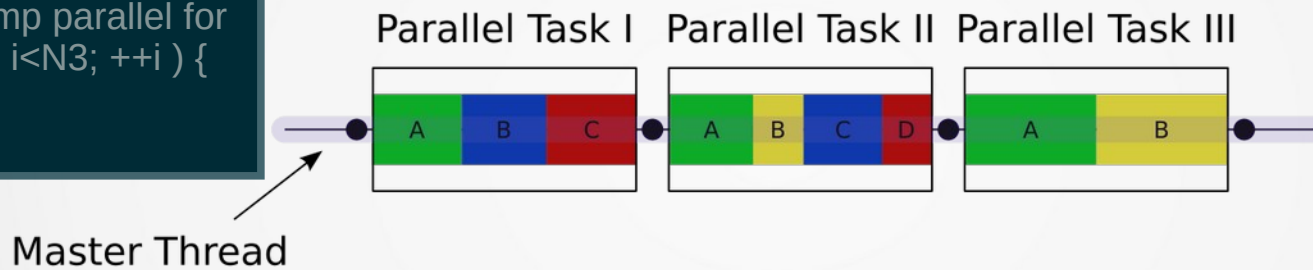 mp parallel for
i<N3; ++i ) {
Parallel Task I
Parallel Task II
Parallel Task III
A B C
A B C D
A B
Master Thread